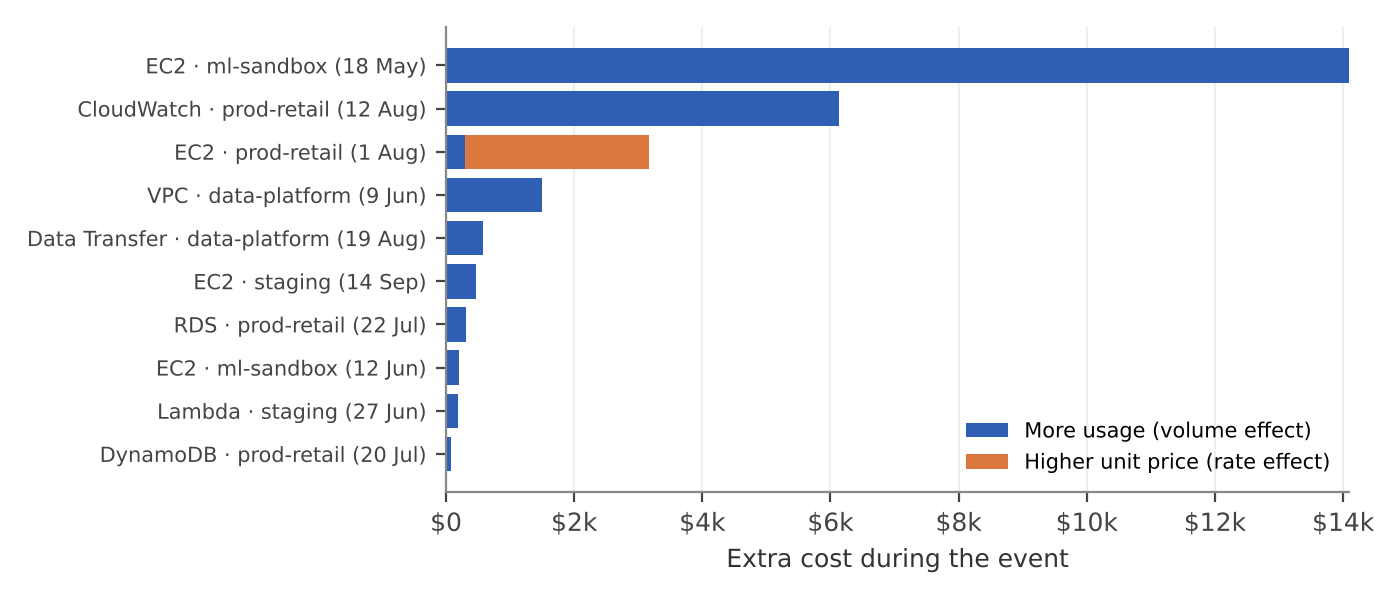 EC2 · ml-sandbox (18 May)
CloudWatch · prod-retail (12 Aug)
EC2 · prod-retail (1 Aug)
VPC · data-platform (9 Jun)
Data Transfer · data-platform (19 Aug)
EC2 · staging (14 Sep)
RDS · prod-retail (22 Jul)
EC2 · ml-sandbox (12 Jun)
Lambda · staging (27 Jun)
DynamoDB · prod-retail (20 Jul)
More usage (volume effect)
Higher unit price (rate effect)
$0 $2k $4k $6k $8k $10k $12k $14k
Extra cost during the event